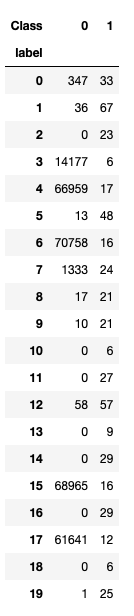 Class 0 1
label
0 347 33
1 36 67
2 0 23
3 14177 6
4 66959 17
5 13 48
6 70758 16
7 1333 24
8 17 21
9 10 21
10 0 6
11 0 27
12 58 57
13 0 9
14 0 29
15 68965 16
16 0 29
17 61641 12
18 0 6
19 1 25